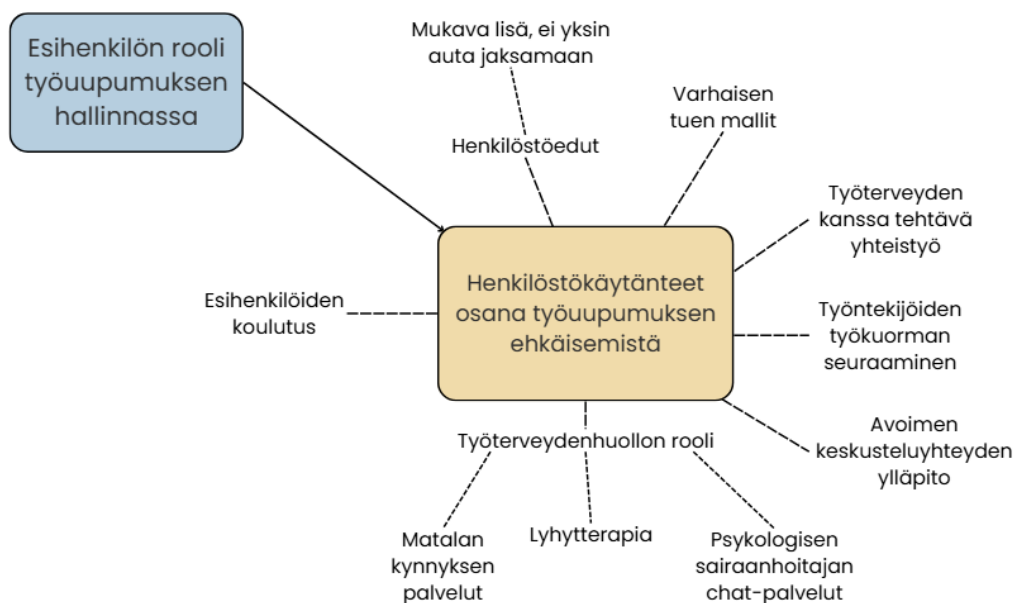 Esihenkilön rooli
työuupumuksen
hallinnassa
Mukava lisä, ei yksin
auta jaksamaan
Henkilöstöedut
Varhaisen
tuen mallit
Työterveyden
kanssa tehtävä
yhteistyö
Henkilöstökäytänteet
osana työuupumuksen
ehkäisemistä
Esihenkilöiden
koulutus
Työntekijöiden
työkuorman
seuraaminen
Avoimen
keskusteluyhteyden
ylläpito
Työterveydenhuollon rooli
Matalan
kynnyksen
palvelut
Lyhytterapia
Psykologisen
sairaanhoitajan
chat-palvelut